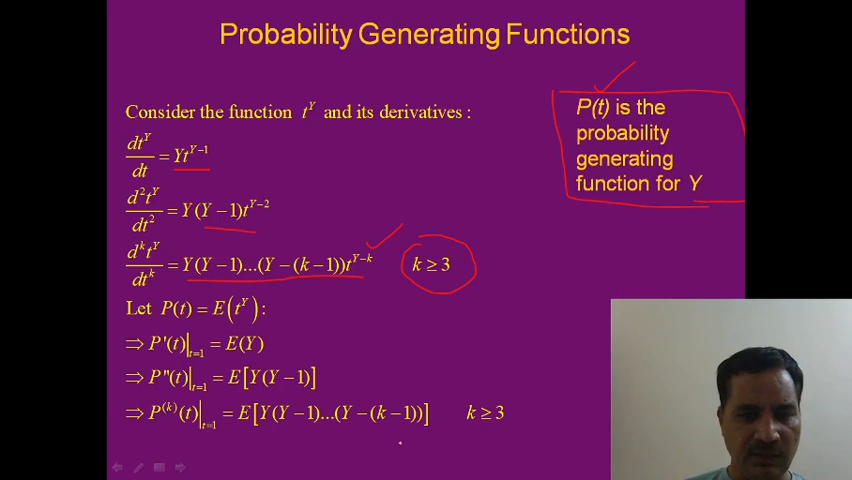 Probability Generating Functions
Consider the function t^Y and its derivatives :
dt^Y/dt = Yt^{Y−1}
d²t^Y/dt² = Y(Y−1)t^{Y−2}
d^k t^Y/dt^k = Y(Y−1)...(Y−(k−1))t^{Y−k} k ≥ 3
Let P(t) = E(t^Y):
⇒ P'(t)|_{t=1} = E(Y)
⇒ P''(t)|_{t=1} = E[Y(Y−1)]
⇒ P^{(k)}(t)|_{t=1} = E[Y(Y−1)...(Y−(k−1))] k ≥ 3
P(t) is the
probability
generating
function for Y